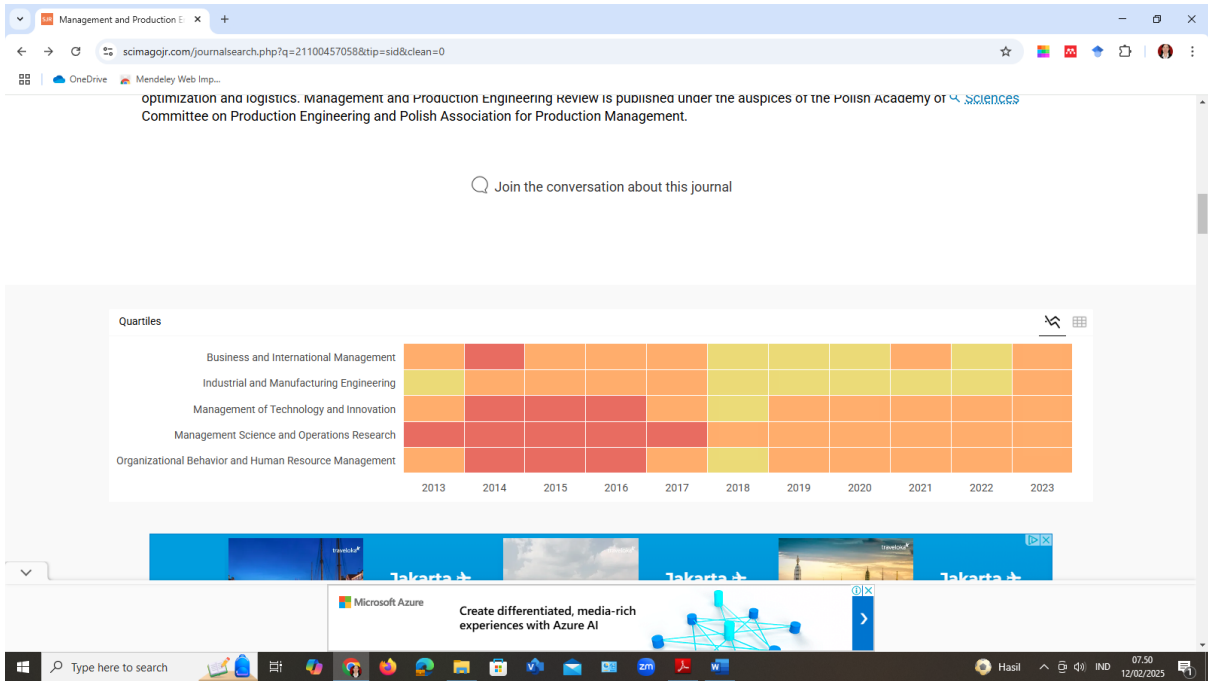 SJR Management and Production E
scimagojr.com/journalsearch.php?q=21100457058&tip=sid&clean=0
OneDrive Mendeley Web Imp...
optimization and logistics. Management and Production Engineering Review is published under the auspices of the Polish Academy of Sciences
Committee on Production Engineering and Polish Association for Production Management.
Join the conversation about this journal
Quartiles
Business and International Management
Industrial and Manufacturing Engineering
Management of Technology and Innovation
Management Science and Operations Research
Organizational Behavior and Human Resource Management
2013 2014 2015 2016 2017 2018 2019 2020 2021 2022 2023
traveloka traveloka
Jakarta Jakarta Jakarta
Microsoft Azure
Create differentiated, media-rich
experiences with Azure AI
Type here to search
zm
Hasil
IND
07.50
12/02/2025
1